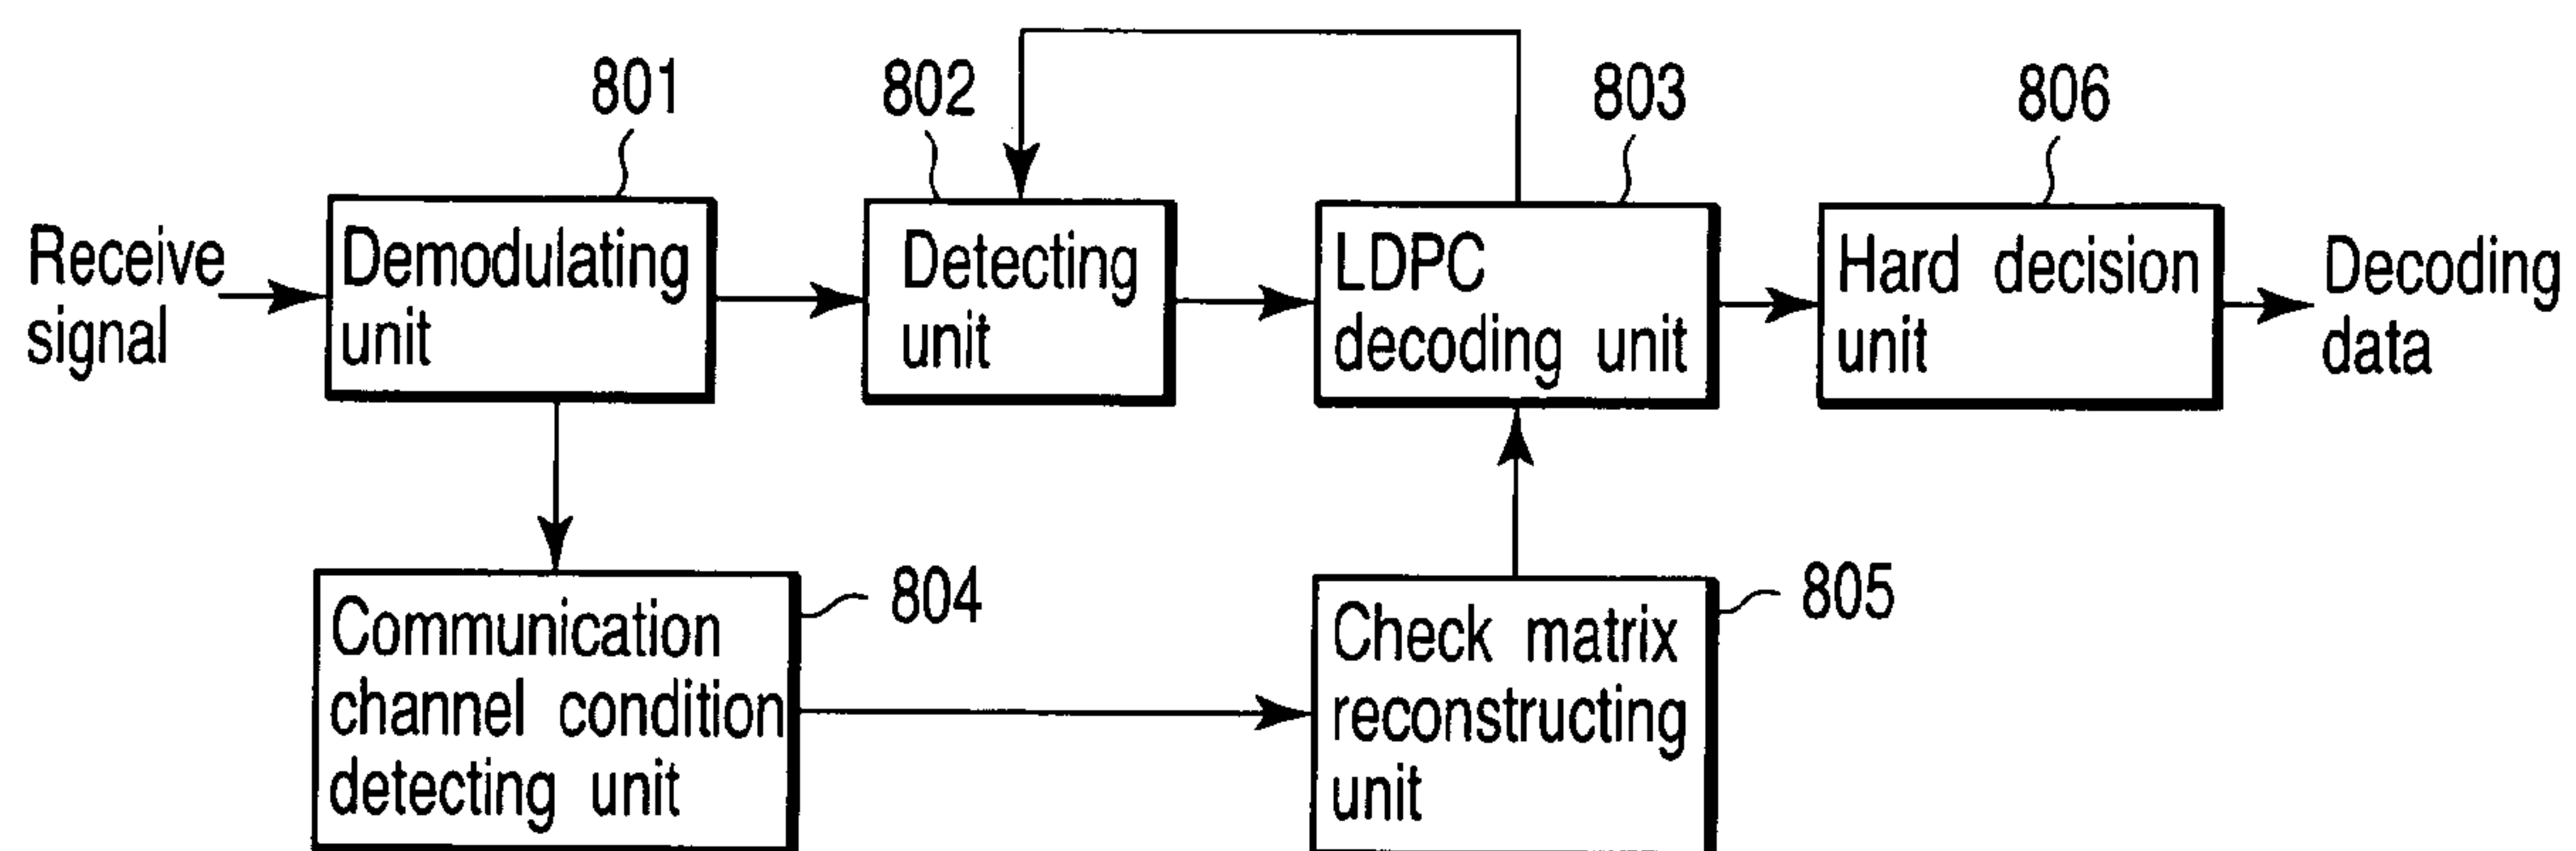 801
802
803
806
Receive
signal
Demodulating
unit
Detecting
unit
LDPC
decoding unit
Hard decision
unit
Decoding
data
Communication
channel condition
detecting unit
804
Check matrix
reconstructing
unit
805